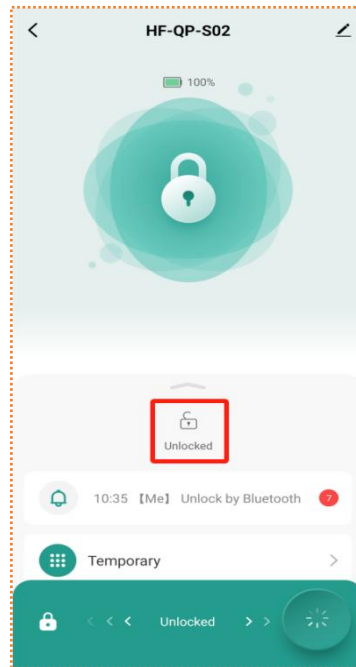 HF-QP-S02
100%
Unlocked
10:35 【Me】 Unlock by Bluetooth 7
Temporary
Unlocked